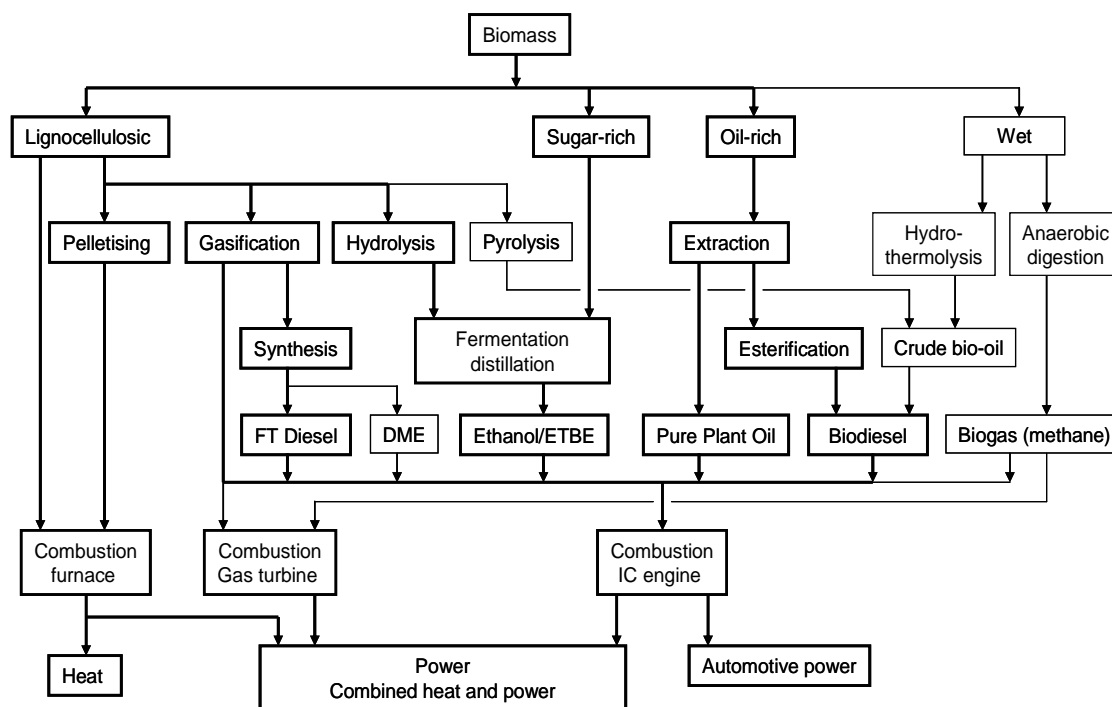 Biomass
Lignocellulosic
Sugar-rich
Oil-rich
Wet
Pelletising
Gasification
Hydrolysis
Pyrolysis
Extraction
Hydro-
thermolysis
Anaerobic
digestion
Synthesis
Fermentation
distillation
Esterification
Crude bio-oil
FT Diesel
DME
Ethanol/ETBE
Pure Plant Oil
Biodiesel
Biogas (methane)
Combustion
furnace
Combustion
Gas turbine
Combustion
IC engine
Heat
Power
Combined heat and power
Automotive power